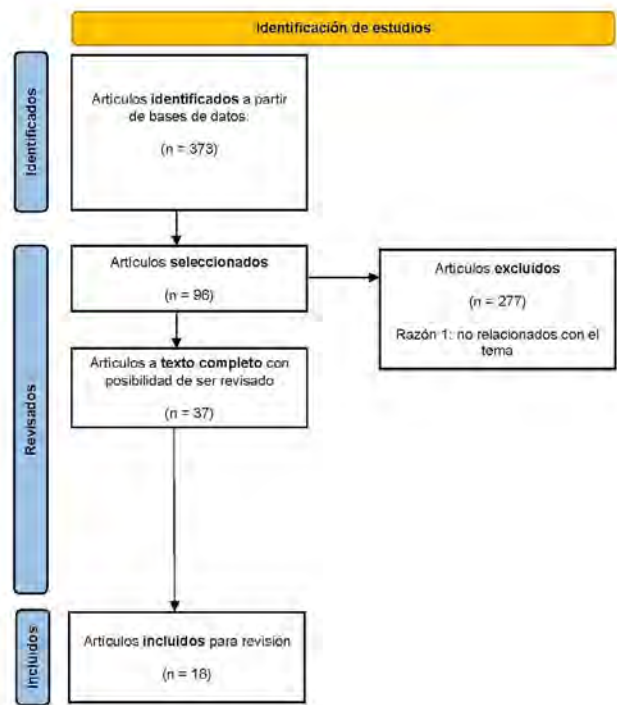 Identificación de estudios
Identificados
Artículos identificados a partir
de bases de datos:
(n = 373)
Revisados
Artículos seleccionados
(n = 96)
Artículos excluidos
(n = 277)
Razón 1: no relacionados con el
tema
Artículos a texto completo con
posibilidad de ser revisado
(n = 37)
Incluidos
Artículos incluidos para revisión
(n = 18)